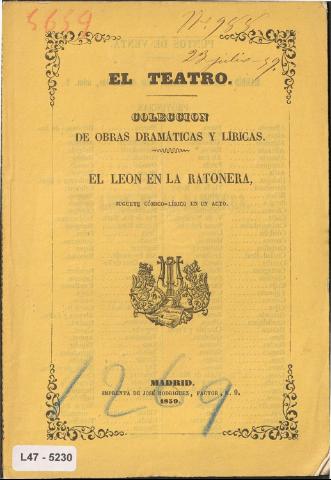 5659
23 julio - 59.
EL TEATRO.
COLECCION
DE OBRAS DRAMÁTICAS Y LÍRICAS.
EL LEON EN LA RATONERA,
JUGUETE CÓMICO-LÍRICO EN UN ACTO.
MADRID.
IMPRENTA DE JOSÉ RODRIGUEZ, FACTOR, N. 9.
1859.
1269
L47 - 5230